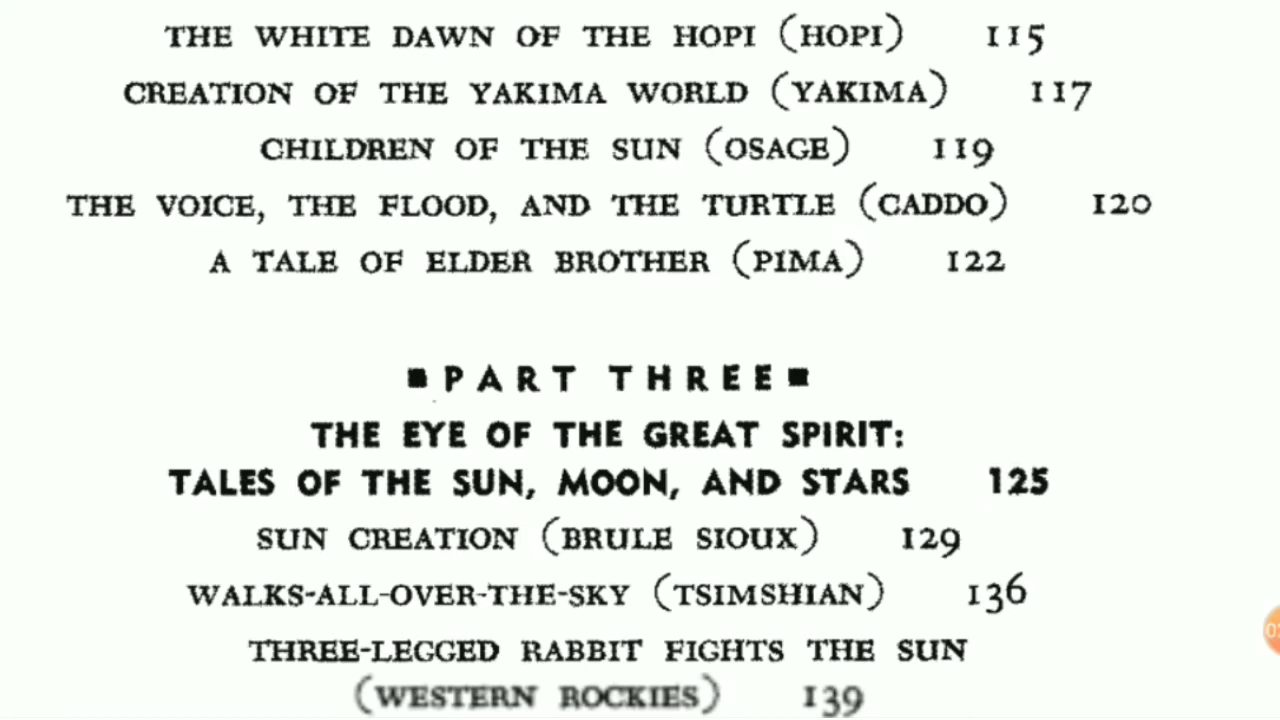 THE WHITE DAWN OF THE HOPI (HOPI) 115
CREATION OF THE YAKIMA WORLD (YAKIMA) 117
CHILDREN OF THE SUN (OSAGE) 119
THE VOICE, THE FLOOD, AND THE TURTLE (CADDO) 120
A TALE OF ELDER BROTHER (PIMA) 122
■PART THREE■
THE EYE OF THE GREAT SPIRIT:
TALES OF THE SUN, MOON, AND STARS 125
SUN CREATION (BRULE SIOUX) 129
WALKS-ALL-OVER-THE-SKY (TSIMSHIAN) 136
THREE-LEGGED RABBIT FIGHTS THE SUN
(WESTERN ROCKIES) 139